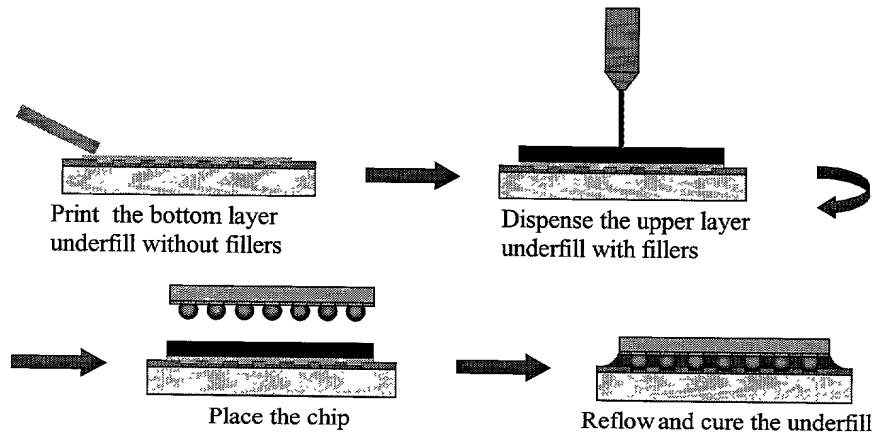 Print the bottom layer
underfill without fillers
Dispense the upper layer
underfill with fillers
Place the chip
Reflow and cure the underfill